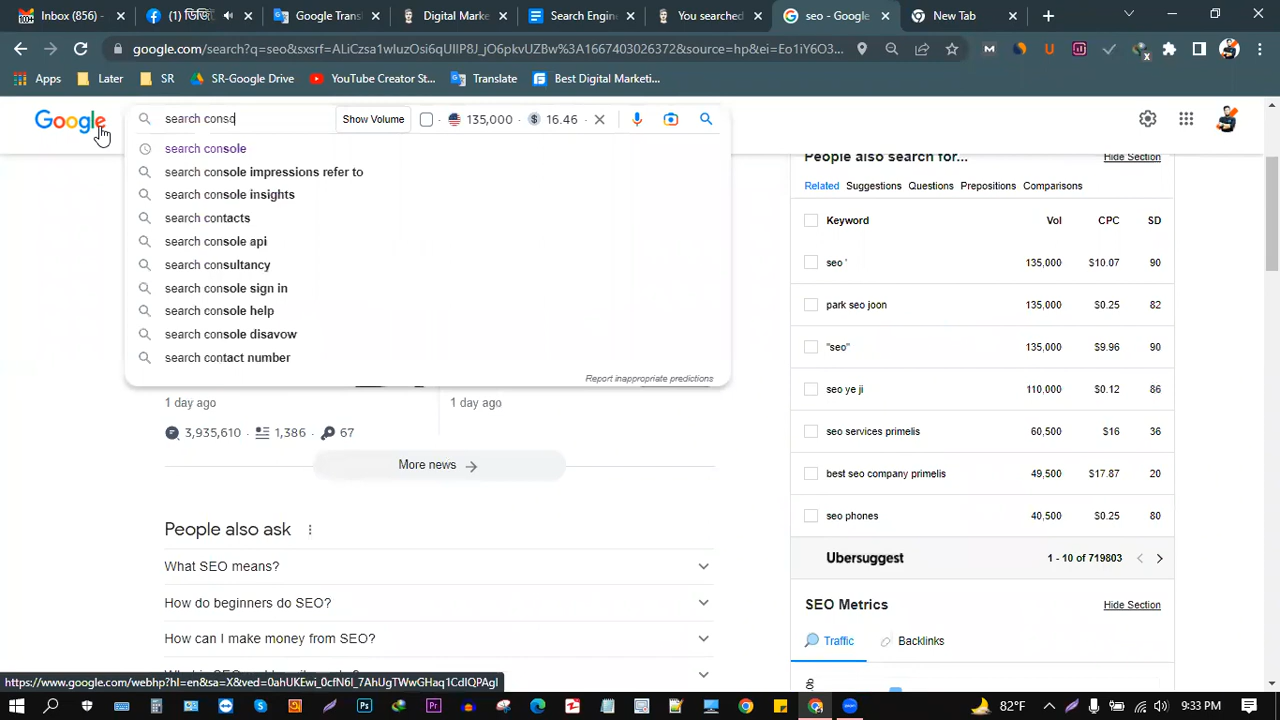 Inbox (856)
(1) ভিডিও
Google Tra
Digital Mark
Search Engin
You searched
seo - Google
New Tab
google.com/search?q=seo&sxsrf=ALiCzsa1wluzOsi6qUIIP8J_jO6pkvUZBw%3A1667403026372&source=hp&ei=Eo1iY6O3...
Apps
Later
SR
SR-Google Drive
YouTube Creator St...
Translate
Best Digital Marketi...
Google
search conso
Show Volume
135,000 · $ 16.46
search console
search console impressions refer to
search console insights
search contacts
search console api
search consultancy
search console sign in
search console help
search console disavow
search contact number
Report inappropriate predictions
1 day ago
1 day ago
3,935,610 · 1,386 · 67
More news
People also ask
What SEO means?
How do beginners do SEO?
How can I make money from SEO?
People also search for...
Hide Section
Related Suggestions Questions Prepositions Comparisons
Keyword Vol CPC SD
seo ' 135,000 $10.07 90
park seo joon 135,000 $0.25 82
"seo" 135,000 $9.96 90
seo ye ji 110,000 $0.12 86
seo services primelis 60,500 $16 36
best seo company primelis 49,500 $17.87 20
seo phones 40,500 $0.25 80
Ubersuggest 1 - 10 of 719803
SEO Metrics Hide Section
Traffic Backlinks
https://www.google.com/webhp?hl=en&sa=X&ved=0ahUKEwi_0cfN6l_7AhUgTWwGHaq1CdIQPAgI
82°F
9:33 PM